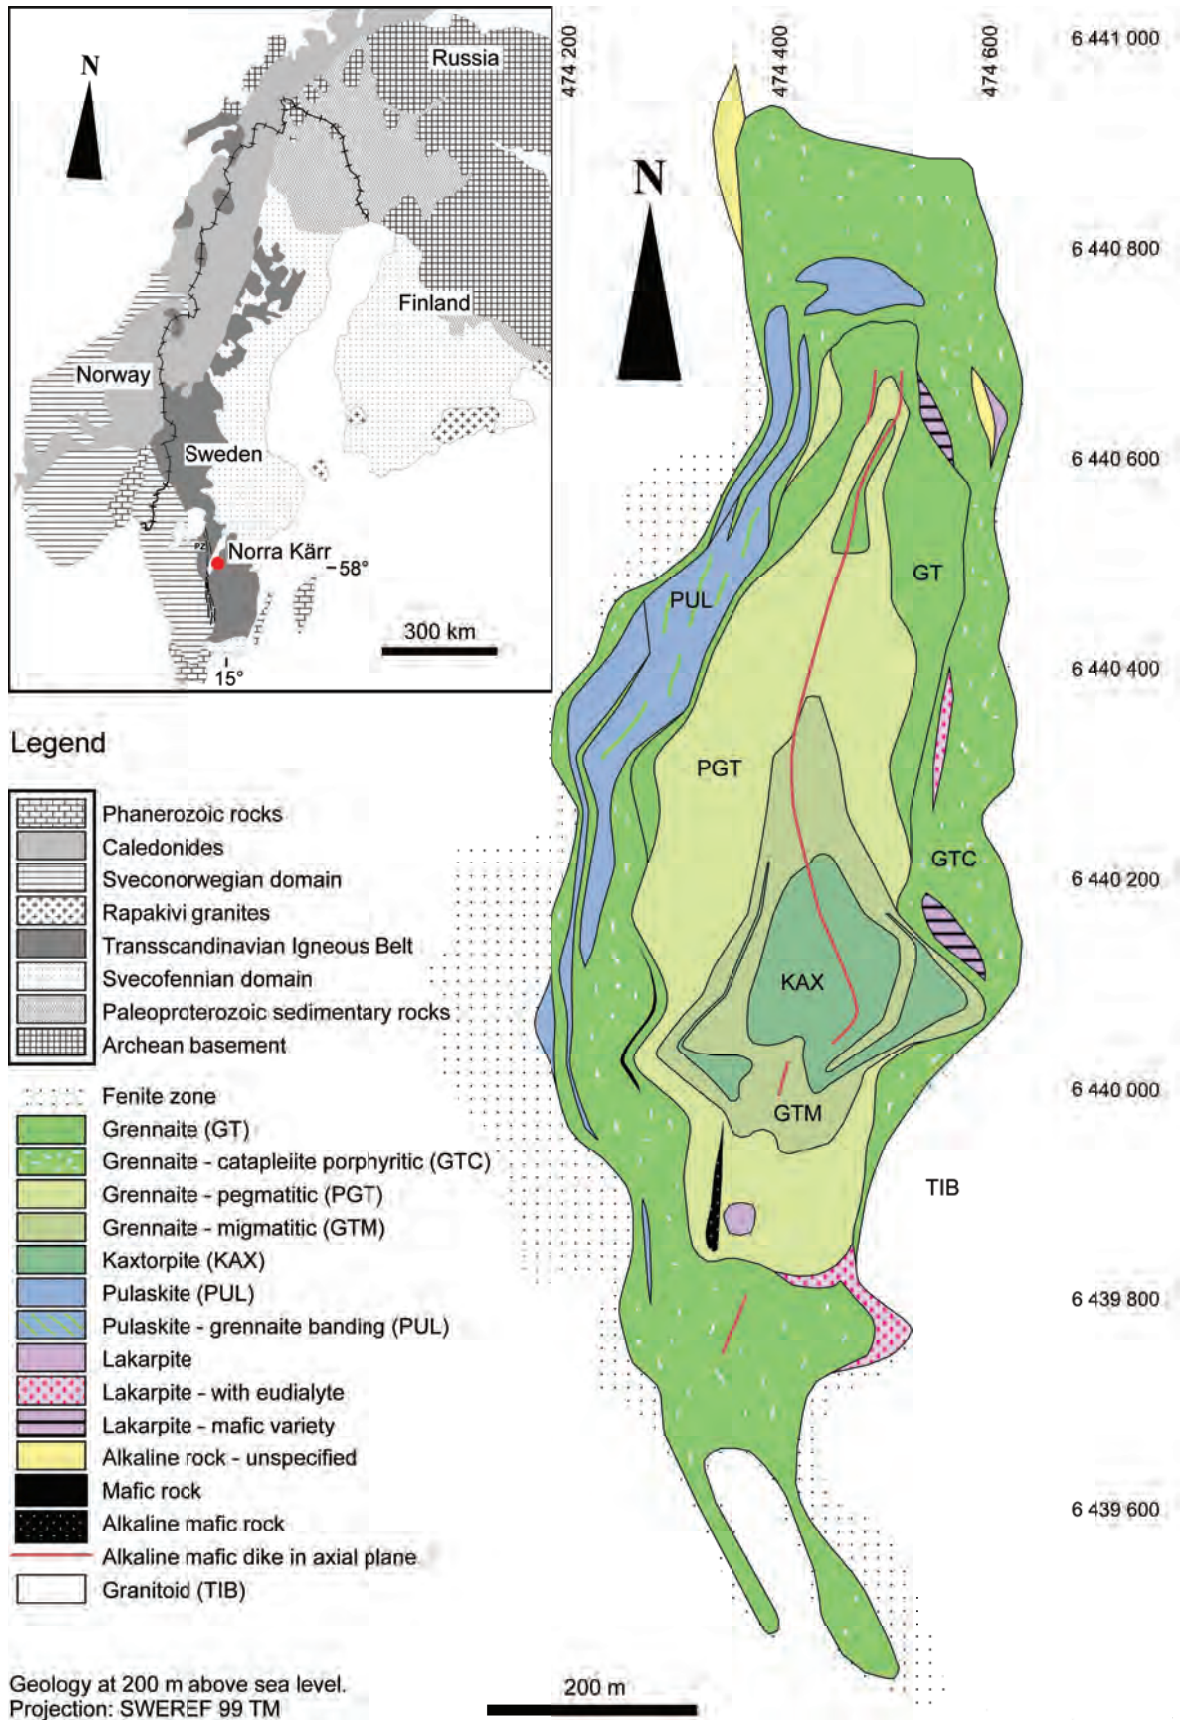 N
Russia
Finland
Norway
Sweden
PZ
Norra Kärr
58°
300 km
15°
474 200
474 400
474 600
6 441 000
6 440 800
6 440 600
6 440 400
6 440 200
6 440 000
6 439 800
6 439 600
N
GT
PUL
PGT
GTC
KAX
GTM
TIB
Legend
Phanerozoic rocks
Caledonides
Sveconorwegian domain
Rapakivi granites
Transscandinavian Igneous Belt
Svecofennian domain
Paleoproterozoic sedimentary rocks
Archean basement
Fenite zone
Grennaite (GT)
Grennaite - catapleiite porphyritic (GTC)
Grennaite - pegmatitic (PGT)
Grennaite - migmatitic (GTM)
Kaxtorpite (KAX)
Pulaskite (PUL)
Pulaskite - grennaite banding (PUL)
Lakarpite
Lakarpite - with eudialyte
Lakarpite - mafic variety
Alkaline rock - unspecified
Mafic rock
Alkaline mafic rock
Alkaline mafic dike in axial plane
Granitoid (TIB)
Geology at 200 m above sea level.
Projection: SWEREF 99 TM
200 m